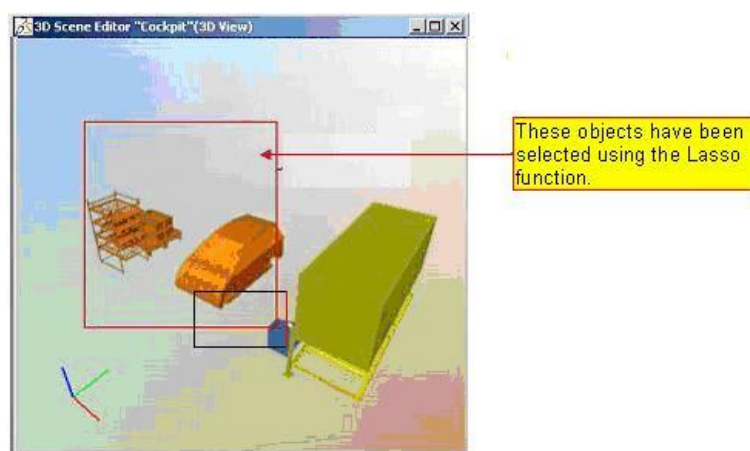 3D Scene Editor "Cockpit"(3D View)
These objects have been
selected using the Lasso
function.